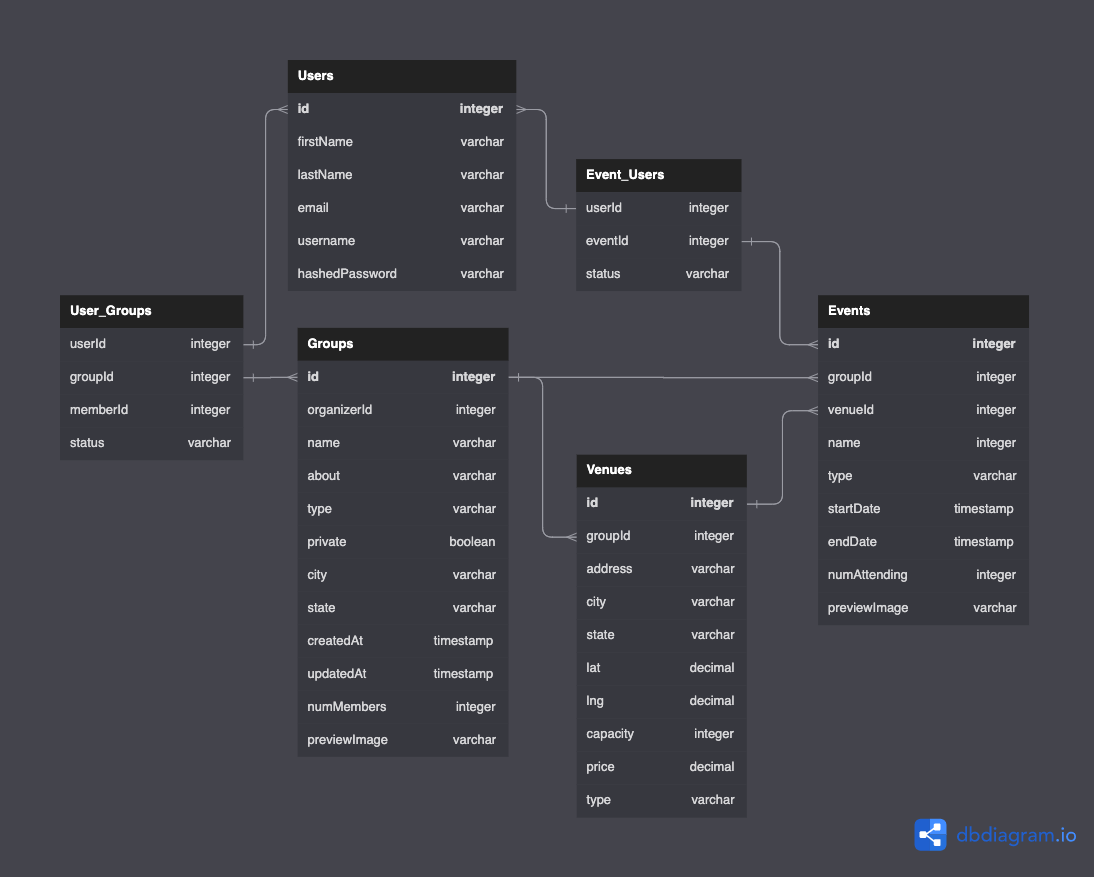 Users
id integer
firstName varchar
lastName varchar
email varchar
username varchar
hashedPassword varchar
Event_Users
userId integer
eventId integer
status varchar
User_Groups
userId integer
groupId integer
memberId integer
status varchar
Groups
id integer
organizerId integer
name varchar
about varchar
type varchar
private boolean
city varchar
state varchar
createdAt timestamp
updatedAt timestamp
numMembers integer
previewImage varchar
Events
id integer
groupId integer
venueId integer
name integer
type varchar
startDate timestamp
endDate timestamp
numAttending integer
previewImage varchar
Venues
id integer
groupId integer
address varchar
city varchar
state varchar
lat decimal
lng decimal
capacity integer
price decimal
type varchar
dbdiagram.io